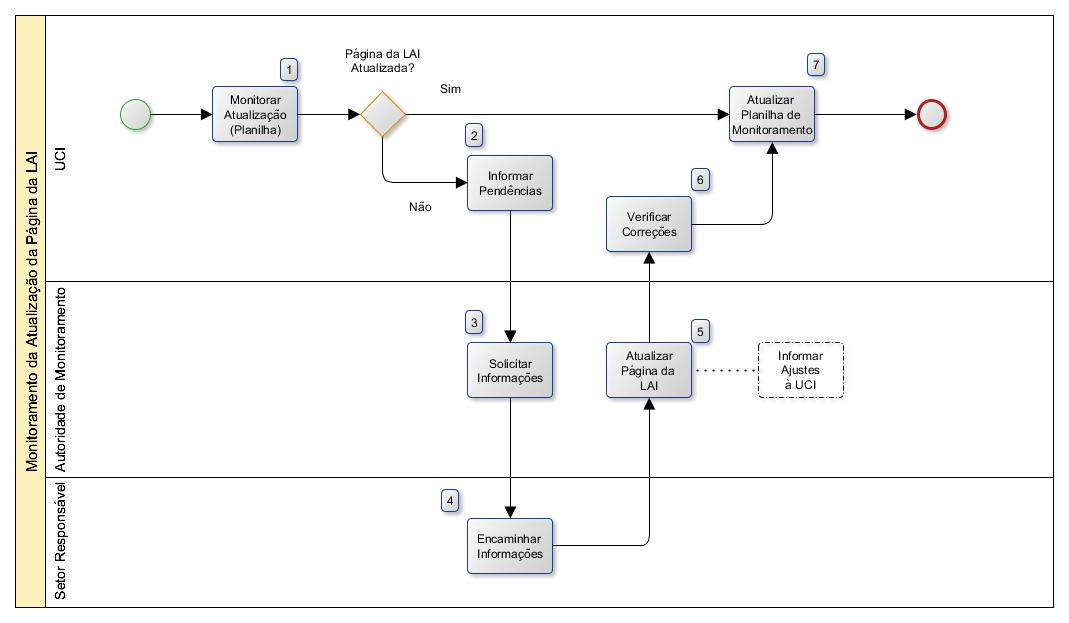 Monitoramento da Atualização da Página da LAI
UCI
Página da LAI
Atualizada?
Sim
Não
1
Monitorar
Atualização
(Planilha)
2
Informar
Pendências
7
Atualizar
Planilha de
Monitoramento
6
Verificar
Correções
Autoridade de Monitoramento
3
Solicitar
Informações
5
Atualizar
Página da
LAI
Informar
Ajustes
à UCI
Setor Responsável
4
Encaminhar
Informações